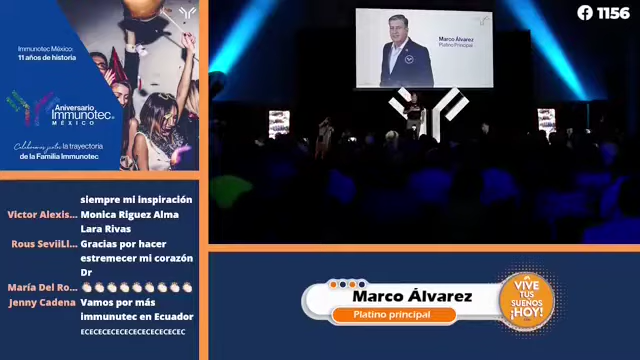 Immunotec México:
11 años de historia
Aniversario
Immunotec
MÉXICO
Celebramos juntos la trayectoria
de la Familia Immunotec
1156
Marco Álvarez
Platino Principal
siempre mi inspiración
Victor Alexis... Monica Riguez Alma
Lara Rivas
Rous SeviiLl... Gracias por hacer
estremecer mi corazón
Dr
María Del Ro... 👏🏻👏🏻👏🏻👏🏻👏🏻👏🏻👏🏻👏🏻👏🏻
Jenny Cadena Vamos por más
immunutec en Ecuador
ECECECECECECECECECECEC
Marco Álvarez
Platino principal
VIVE
TUS
SUEÑOS
¡HOY!